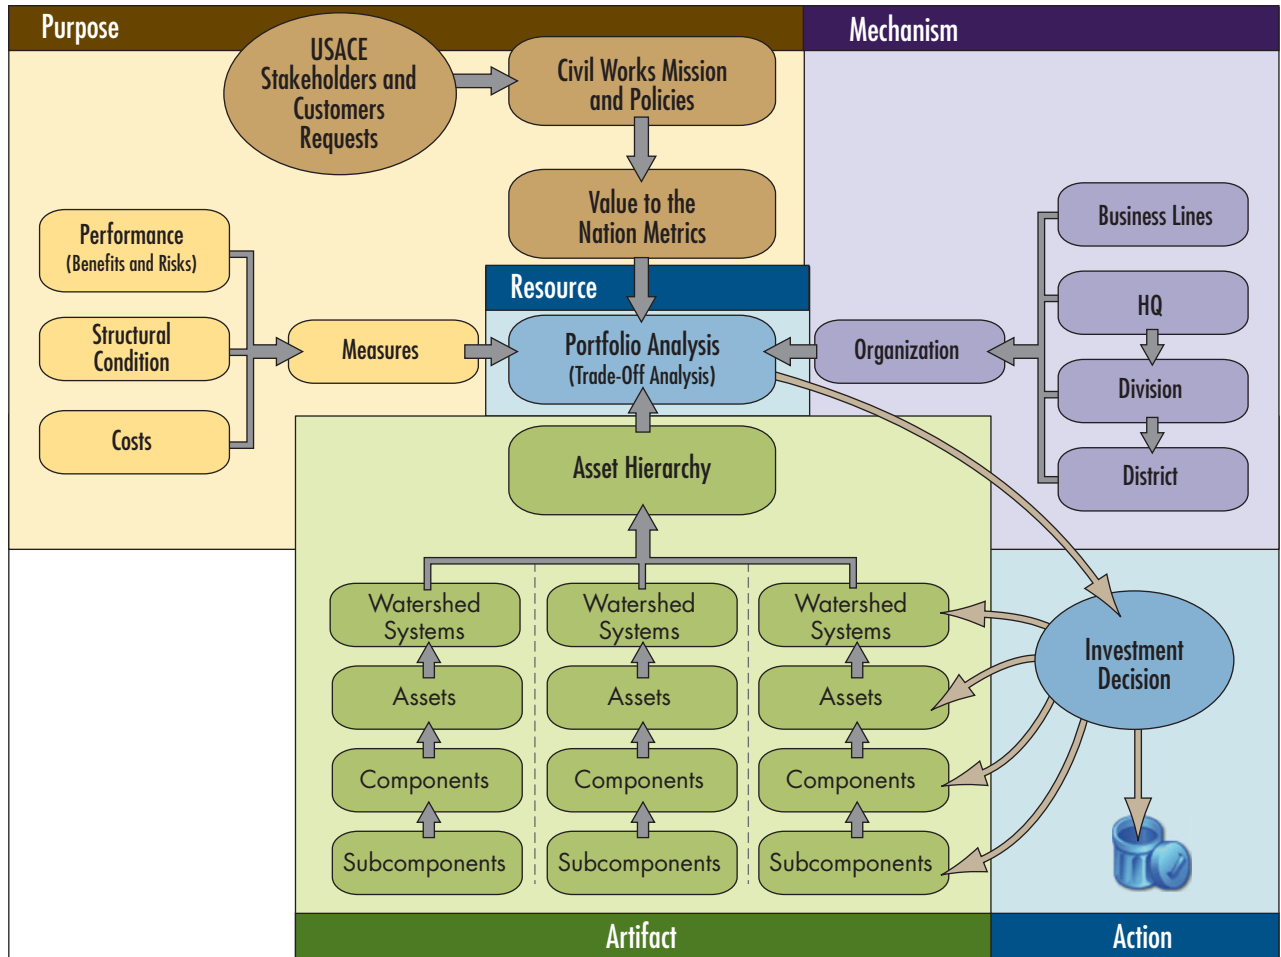 Purpose
Mechanism
USACE
Stakeholders and
Customers
Requests
Civil Works Mission
and Policies
Value to the
Nation Metrics
Performance
(Benefits and Risks)
Structural
Condition
Costs
Measures
Resource
Portfolio Analysis
(Trade-Off Analysis)
Organization
Business Lines
HQ
Division
District
Asset Hierarchy
Watershed
Systems
Assets
Components
Subcomponents
Watershed
Systems
Assets
Components
Subcomponents
Watershed
Systems
Assets
Components
Subcomponents
Investment
Decision
Artifact
Action